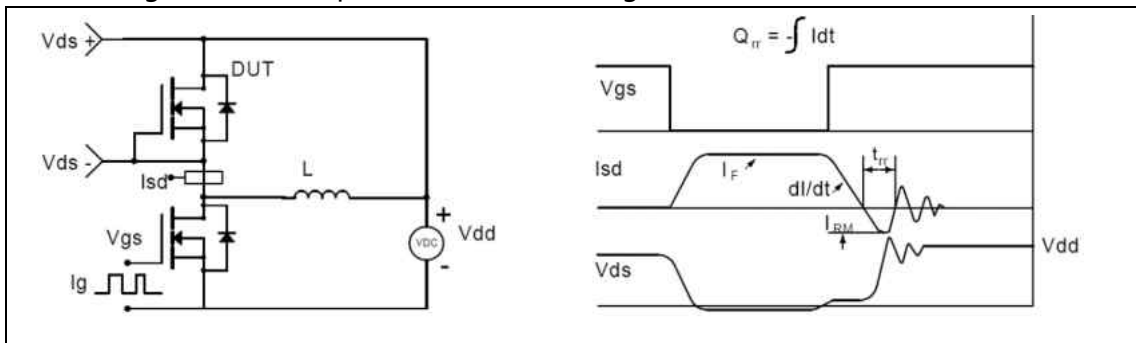 Vds +
DUT
Vds -
Isd
L
+
Vdd
VDC
-
Vgs
Ig
Qrr = -∫ Idt
Vgs
Isd
IF
trr
dI/dt
IRM
Vdd
Vds